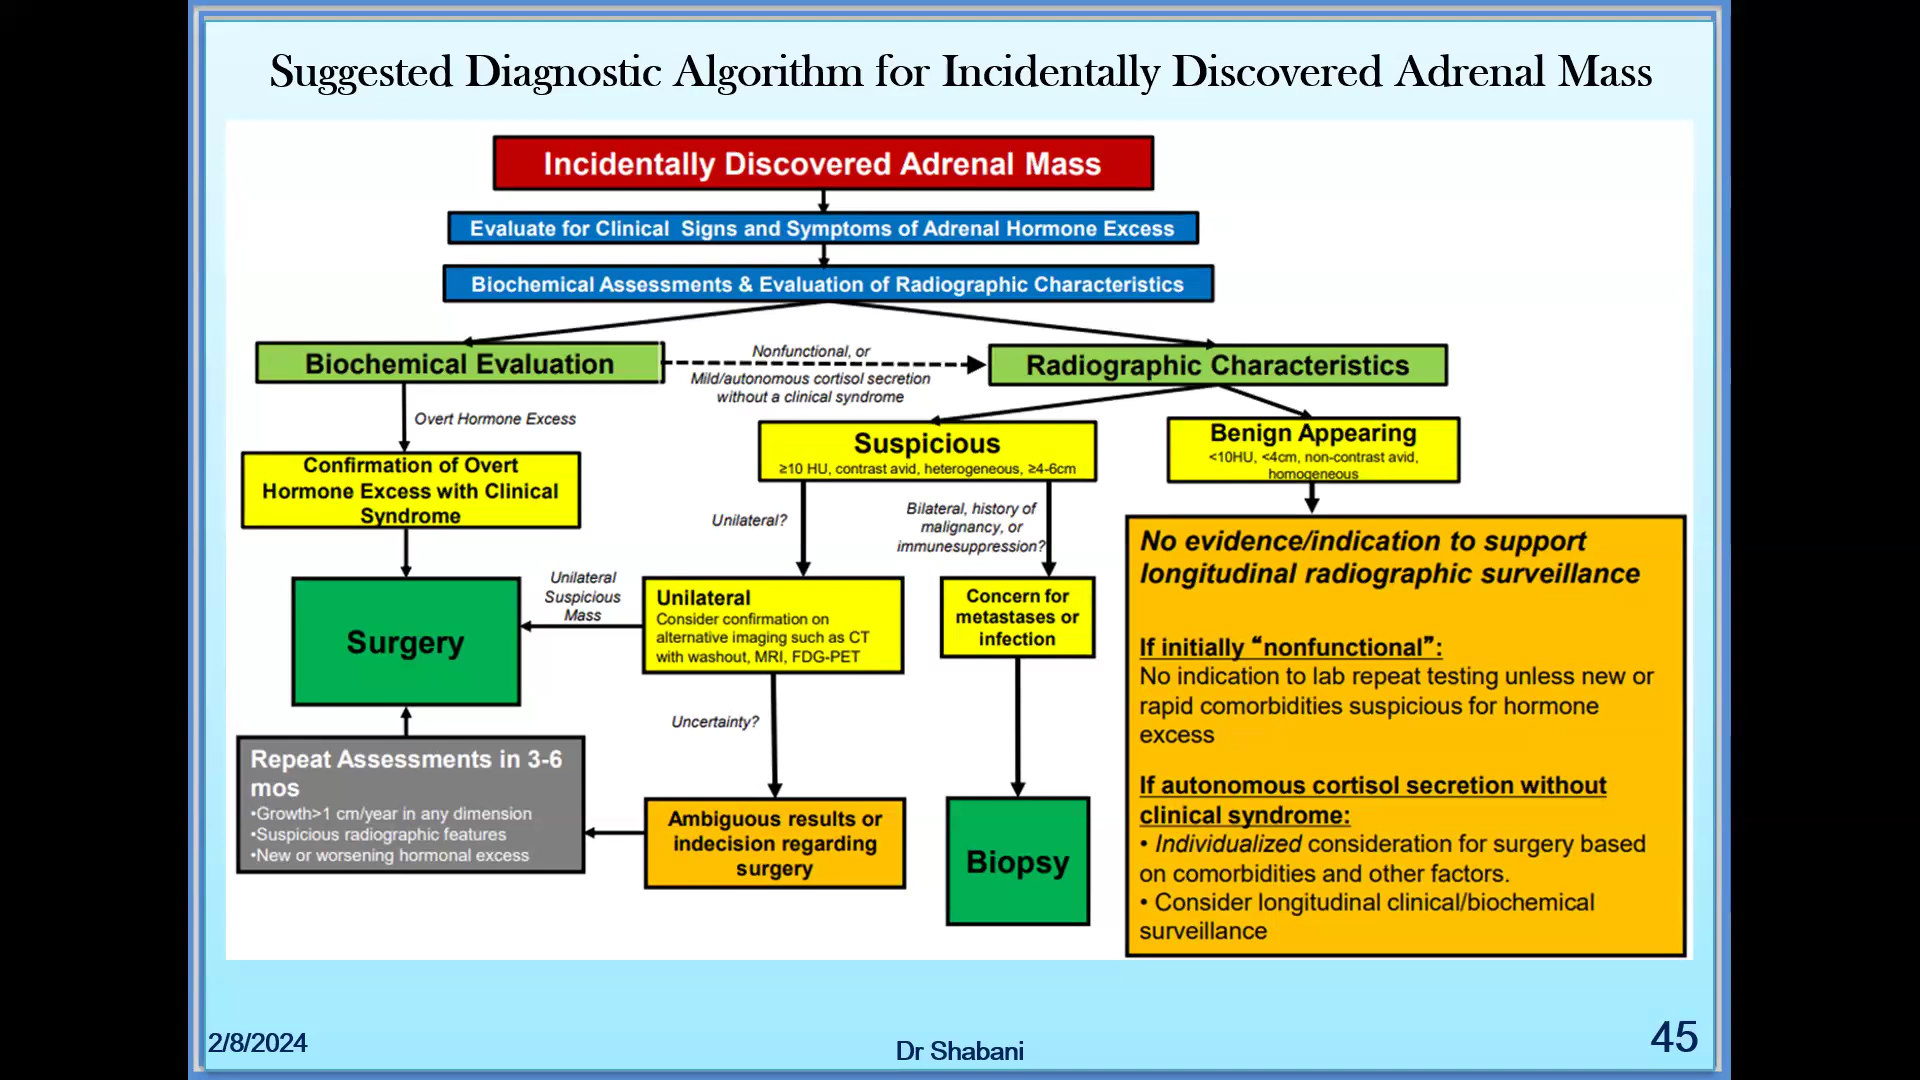 Suggested Diagnostic Algorithm for Incidentally Discovered Adrenal Mass
Incidentally Discovered Adrenal Mass
Evaluate for Clinical Signs and Symptoms of Adrenal Hormone Excess
Biochemical Assessments & Evaluation of Radiographic Characteristics
Biochemical Evaluation
Nonfunctional, or
Mild/autonomous cortisol secretion
without a clinical syndrome
Radiographic Characteristics
Overt Hormone Excess
Confirmation of Overt
Hormone Excess with Clinical
Syndrome
Suspicious
≥10 HU, contrast avid, heterogeneous, ≥4-6cm
Benign Appearing
<10HU, <4cm, non-contrast avid,
homogeneous
Unilateral?
Bilateral, history of
malignancy, or
immunesuppression?
Surgery
Unilateral
Suspicious
Mass
Unilateral
Consider confirmation on
alternative imaging such as CT
with washout, MRI, FDG-PET
Concern for
metastases or
infection
Uncertainty?
Repeat Assessments in 3-6
mos
•Growth>1 cm/year in any dimension
•Suspicious radiographic features
•New or worsening hormonal excess
Ambiguous results or
indecision regarding
surgery
Biopsy
No evidence/indication to support
longitudinal radiographic surveillance
If initially “nonfunctional”:
No indication to lab repeat testing unless new or
rapid comorbidities suspicious for hormone
excess
If autonomous cortisol secretion without
clinical syndrome:
• Individualized consideration for surgery based
on comorbidities and other factors.
• Consider longitudinal clinical/biochemical
surveillance
2/8/2024
Dr Shabani
45